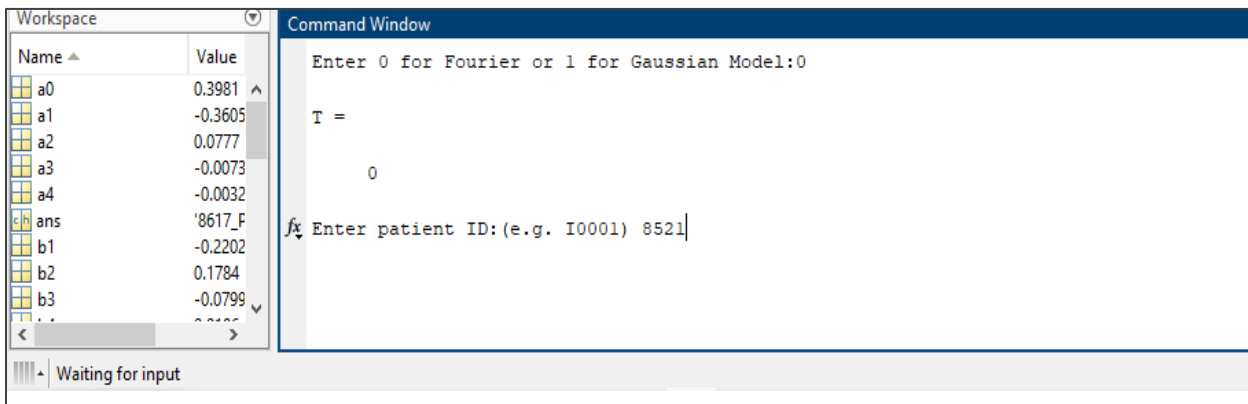 Workspace
Name Value
a0 0.3981
a1 -0.3605
a2 0.0777
a3 -0.0073
a4 -0.0032
ch ans '8617_P
b1 -0.2202
b2 0.1784
b3 -0.0799
Command Window
Enter 0 for Fourier or 1 for Gaussian Model:0
T =
0
fx Enter patient ID:(e.g. I0001) 8521
Waiting for input